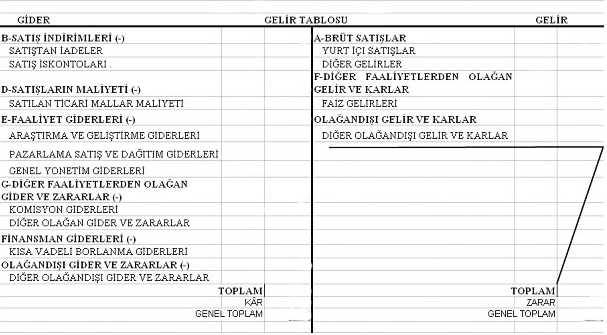 GİDER GELİR TABLOSU GELİR
B-SATIŞ İNDİRİMLERİ (-)
SATIŞTAN İADELER
SATIŞ İSKONTOLARI .
D-SATIŞLARIN MALİYETİ (-)
SATILAN TICARİ MALLAR MALİYETİ
E-FAALİYET GİDERLERİ (-)
ARAŞTIRMA VE GELİŞTİRME GİDERLERİ
PAZARLAMA SATIŞ VE DAĞITIM GİDERLERİ
GENEL YONETİM GİDERLERİ
G-DİĞER FAALİYETLERDEN OLAĞAN
GİDER VE ZARARLAR (-)
KOMİSYON GİDERLERİ
DİĞER OLAĞAN GİDER VE ZARARLAR
FİNANSMAN GİDERLERİ (-)
KISA VADELİ BORLANMA GİDERLERİ
OLAĞANDIŞI GİDER VE ZARARLAR (-)
DİĞER OLAĞANDIŞI GİDER VE ZARARLAR
TOPLAM
KÂR
GENEL TOPLAM
A-BRÜT SATIŞLAR
YURT İÇI SATIŞLAR
DİĞER GELİRLER
F-DİĞER FAALİYETLERDEN OLAĞAN
GELİR VE KARLAR
FAİZ GELIRLERİ
OLAĞANDIŞI GELİR VE KARLAR
DİĞER OLAĞANDIŞI GELİR VE KARLAR
TOPLAM
ZARAR
GENEL TOPLAM